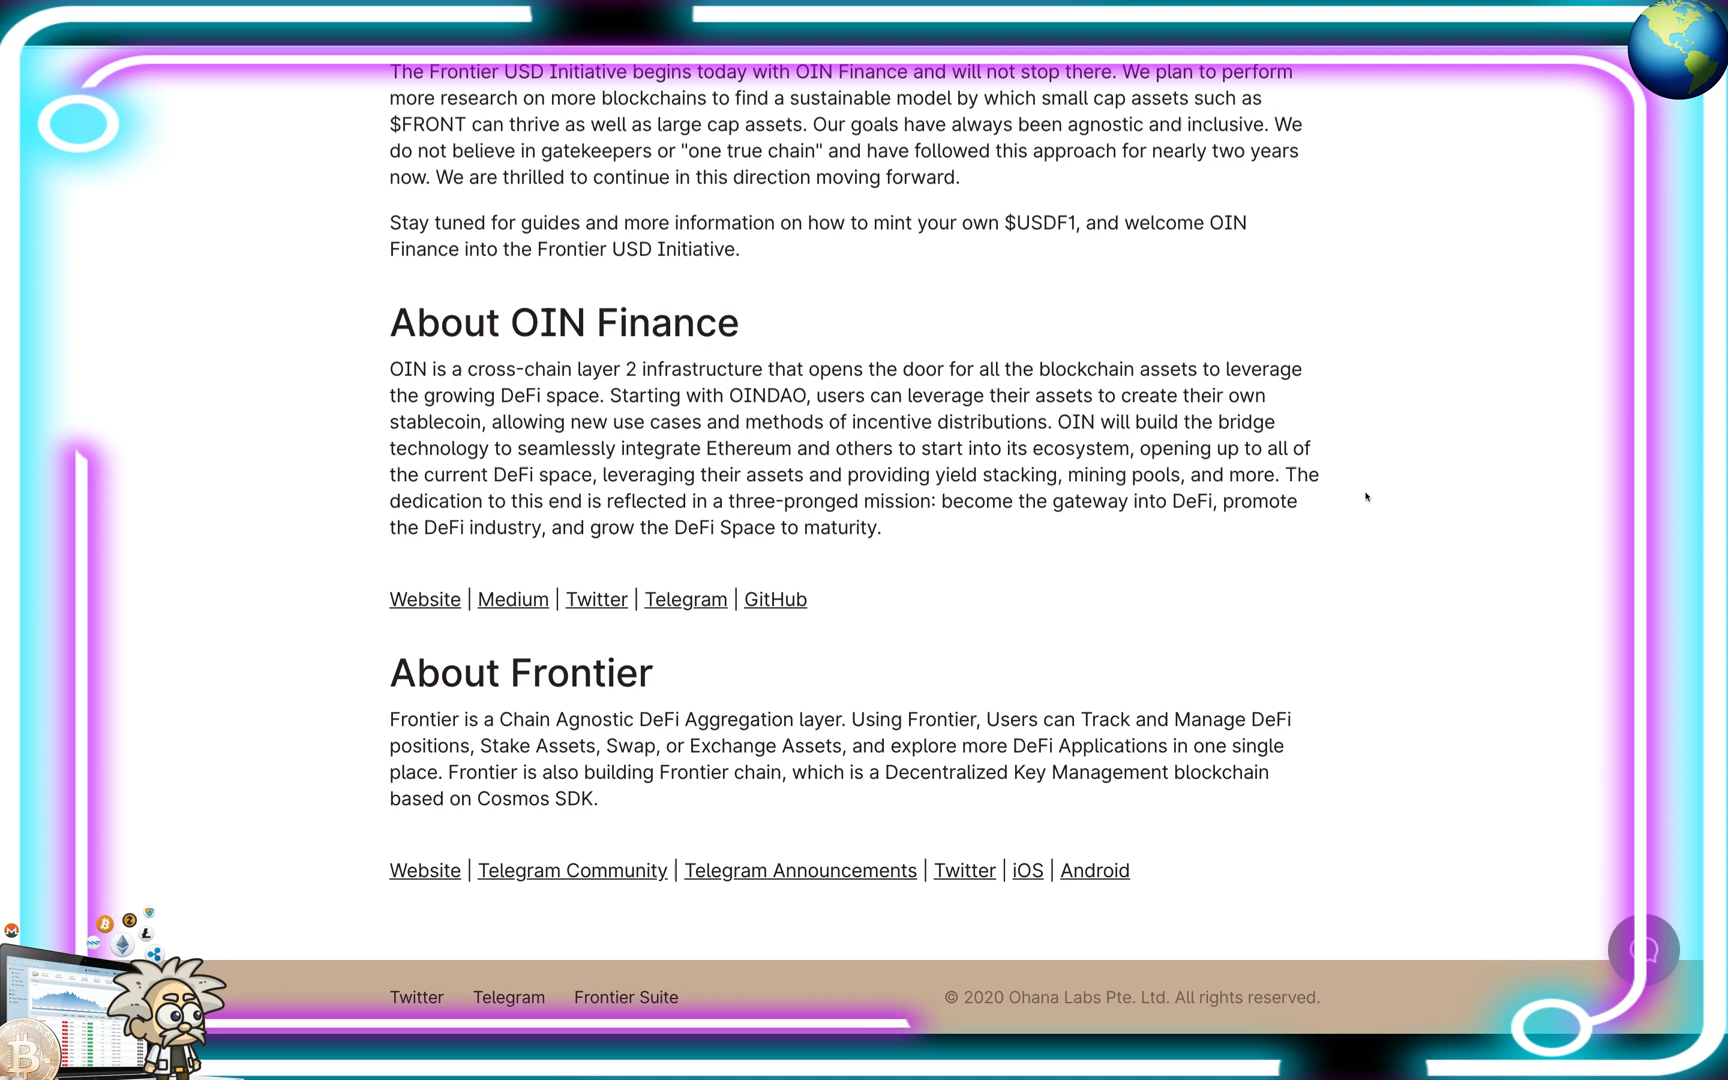 The Frontier USD Initiative begins today with OIN Finance and will not stop there. We plan to perform
more research on more blockchains to find a sustainable model by which small cap assets such as
$FRONT can thrive as well as large cap assets. Our goals have always been agnostic and inclusive. We
do not believe in gatekeepers or "one true chain" and have followed this approach for nearly two years
now. We are thrilled to continue in this direction moving forward.
Stay tuned for guides and more information on how to mint your own $USDF1, and welcome OIN
Finance into the Frontier USD Initiative.
About OIN Finance
OIN is a cross-chain layer 2 infrastructure that opens the door for all the blockchain assets to leverage
the growing DeFi space. Starting with OINDAO, users can leverage their assets to create their own
stablecoin, allowing new use cases and methods of incentive distributions. OIN will build the bridge
technology to seamlessly integrate Ethereum and others to start into its ecosystem, opening up to all of
the current DeFi space, leveraging their assets and providing yield stacking, mining pools, and more. The
dedication to this end is reflected in a three-pronged mission: become the gateway into DeFi, promote
the DeFi industry, and grow the DeFi Space to maturity.
Website | Medium | Twitter | Telegram | GitHub
About Frontier
Frontier is a Chain Agnostic DeFi Aggregation layer. Using Frontier, Users can Track and Manage DeFi
positions, Stake Assets, Swap, or Exchange Assets, and explore more DeFi Applications in one single
place. Frontier is also building Frontier chain, which is a Decentralized Key Management blockchain
based on Cosmos SDK.
Website | Telegram Community | Telegram Announcements | Twitter | iOS | Android
Twitter Telegram Frontier Suite © 2020 Ohana Labs Pte. Ltd. All rights reserved.